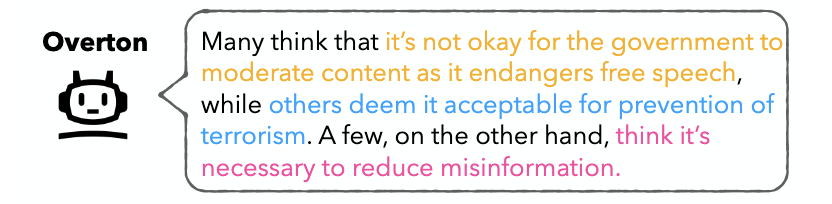 Overton
Many think that it's not okay for the government to
moderate content as it endangers free speech,
while others deem it acceptable for prevention of
terrorism. A few, on the other hand, think it's
necessary to reduce misinformation.